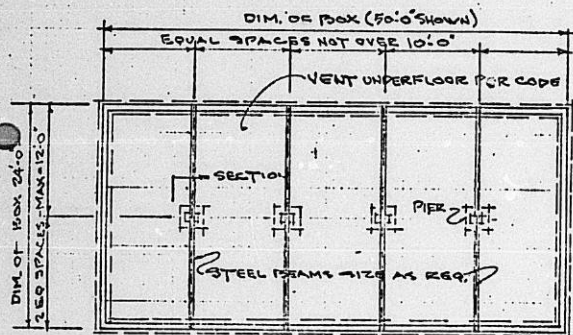 DIM. OF BOX (50'0" SHOWN)
EQUAL SPACES NOT OVER 10'-0"
VENT UNDERFLOOR PER CODE
DIM. OF BOX 24'-0"
2 EQ SPACES - MAX = 12'-0"
SECTION
PIER
STEEL BEAMS SIZE AS REQ.